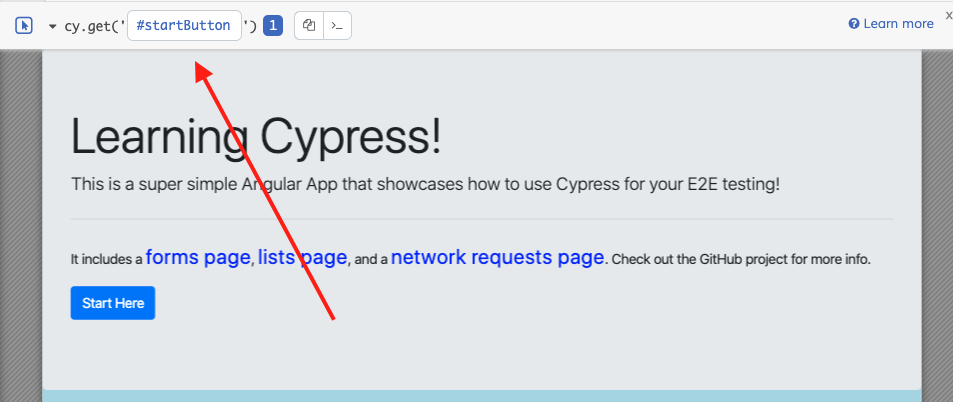 cy.get('#startButton') 1 >_ Learn more x
Learning Cypress!
This is a super simple Angular App that showcases how to use Cypress for your E2E testing!
It includes a forms page, lists page, and a network requests page. Check out the GitHub project for more info.
Start Here